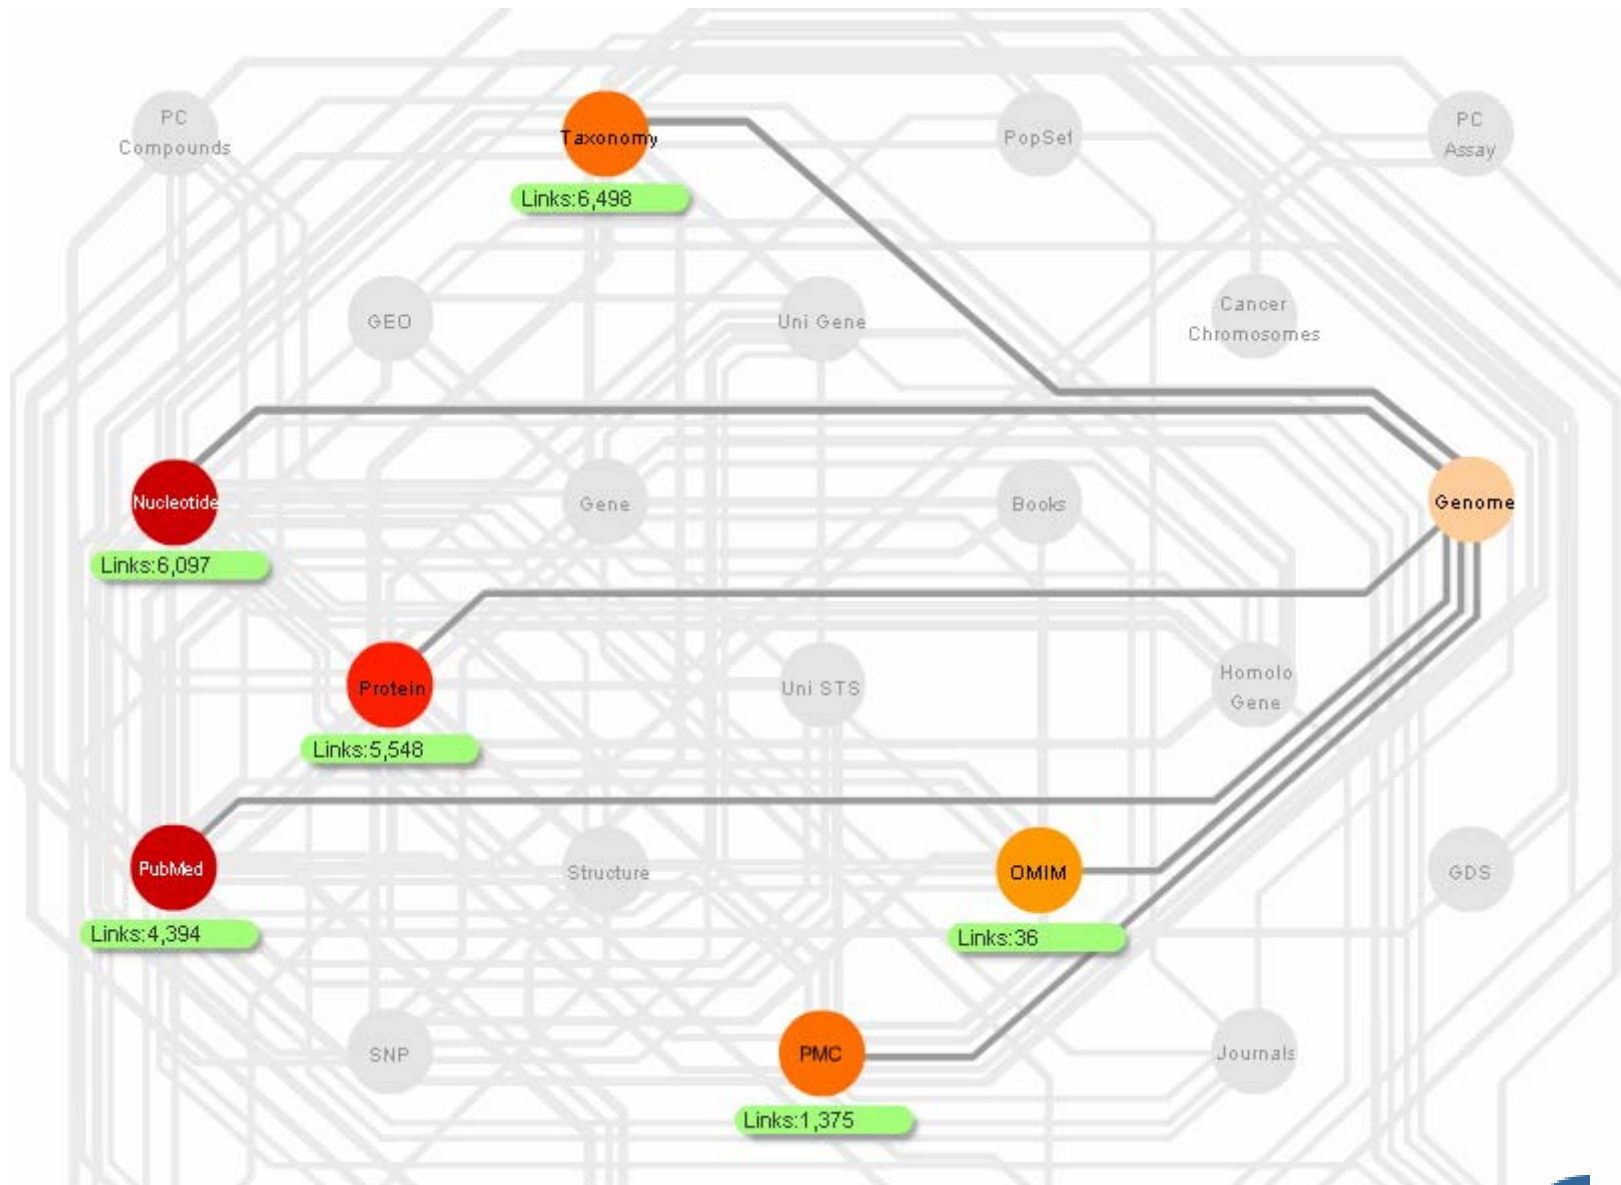 PC
Compounds
Taxonomy
PopSet
PC
Assay
Links:6,498
GEO
Uni Gene
Cancer
Chromosomes
Nucleotide
Gene
Books
Genome
Links:6,097
Protein
Uni STS
Homolo
Gene
Links:5,548
PubMed
Structure
OMIM
GDS
Links:4,394
Links:36
SNP
PMC
Journals
Links:1,375